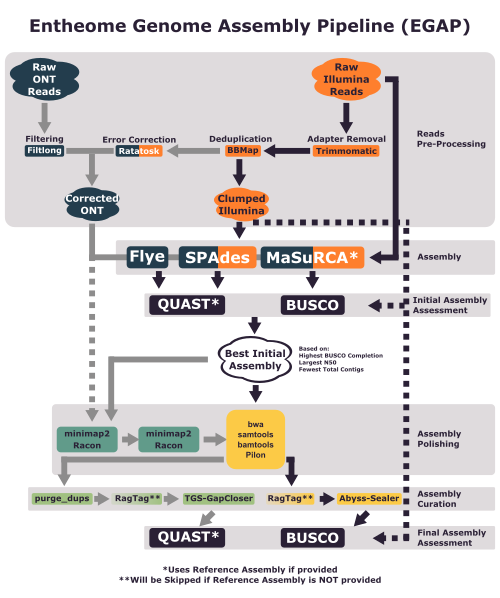 Entheome Genome Assembly Pipeline (EGAP)
Raw
ONT
Reads
Raw
Illumina
Reads
Reads
Pre-Processing
Filtering
Filtlong
Error Correction
Ratatosk
Deduplication
BBMap
Adapter Removal
Trimmomatic
Corrected
ONT
Clumped
Illumina
Flye
SPAdes
MaSuRCA*
Assembly
QUAST*
BUSCO
Initial Assembly
Assessment
Best Initial
Assembly
Based on:
Highest BUSCO Completion
Largest N50
Fewest Total Contigs
minimap2
Racon
minimap2
Racon
bwa
samtools
bamtools
Pilon
Assembly
Polishing
purge_dups
RagTag**
TGS-GapCloser
RagTag**
Abyss-Sealer
Assembly
Curation
QUAST*
BUSCO
Final Assembly
Assessment
*Uses Reference Assembly if provided
**Will be Skipped if Reference Assembly is NOT provided